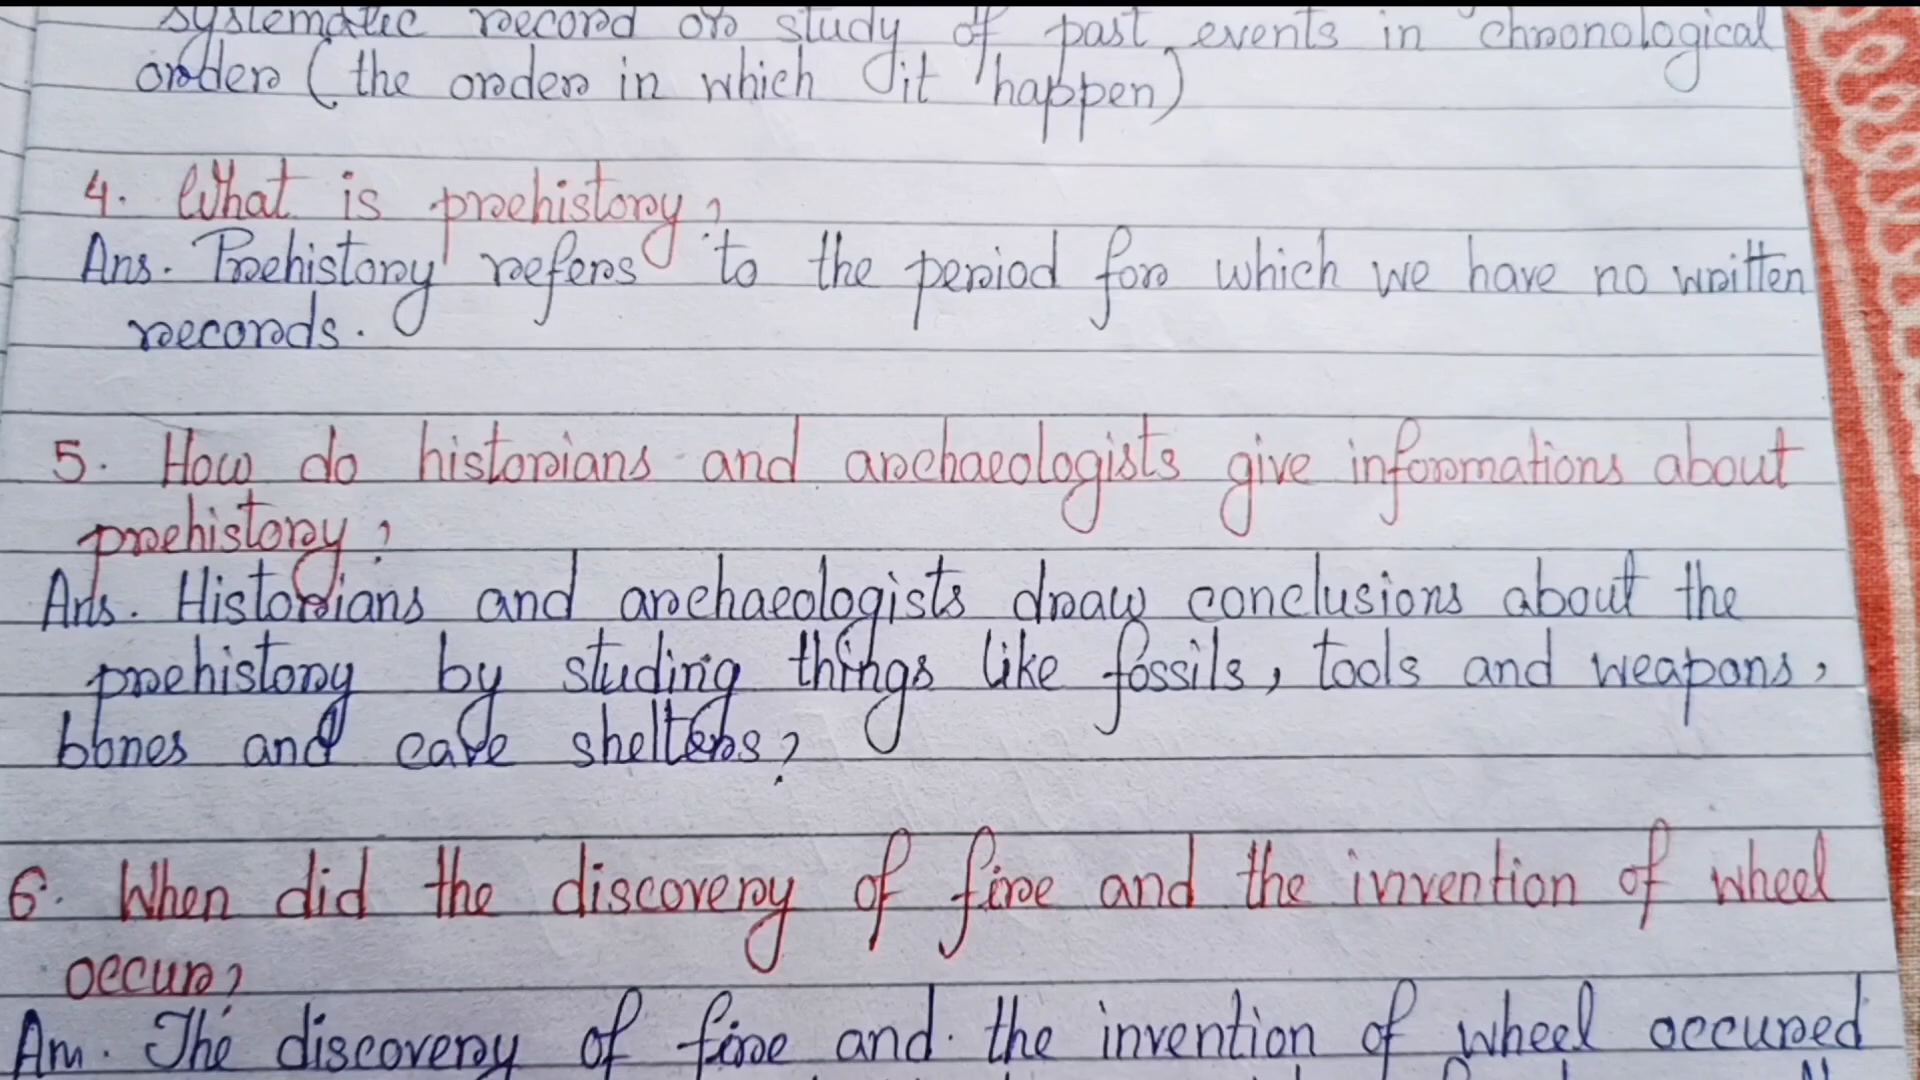 systematic record or study of past events in chronological
order (the order in which it happen)
4. What is prehistory?
Ans. Prehistory refers to the period for which we have no written
records.
5. How do historians and archaeologists give informations about
prehistory?
Ans. Historians and archaeologists draw conclusions about the
prehistory by studing things like fossils, tools and weapons,
bones and cave shelters?
6. When did the discovery of fire and the invention of wheel
occur?
Ans. The discovery of fire and the invention of wheel occured